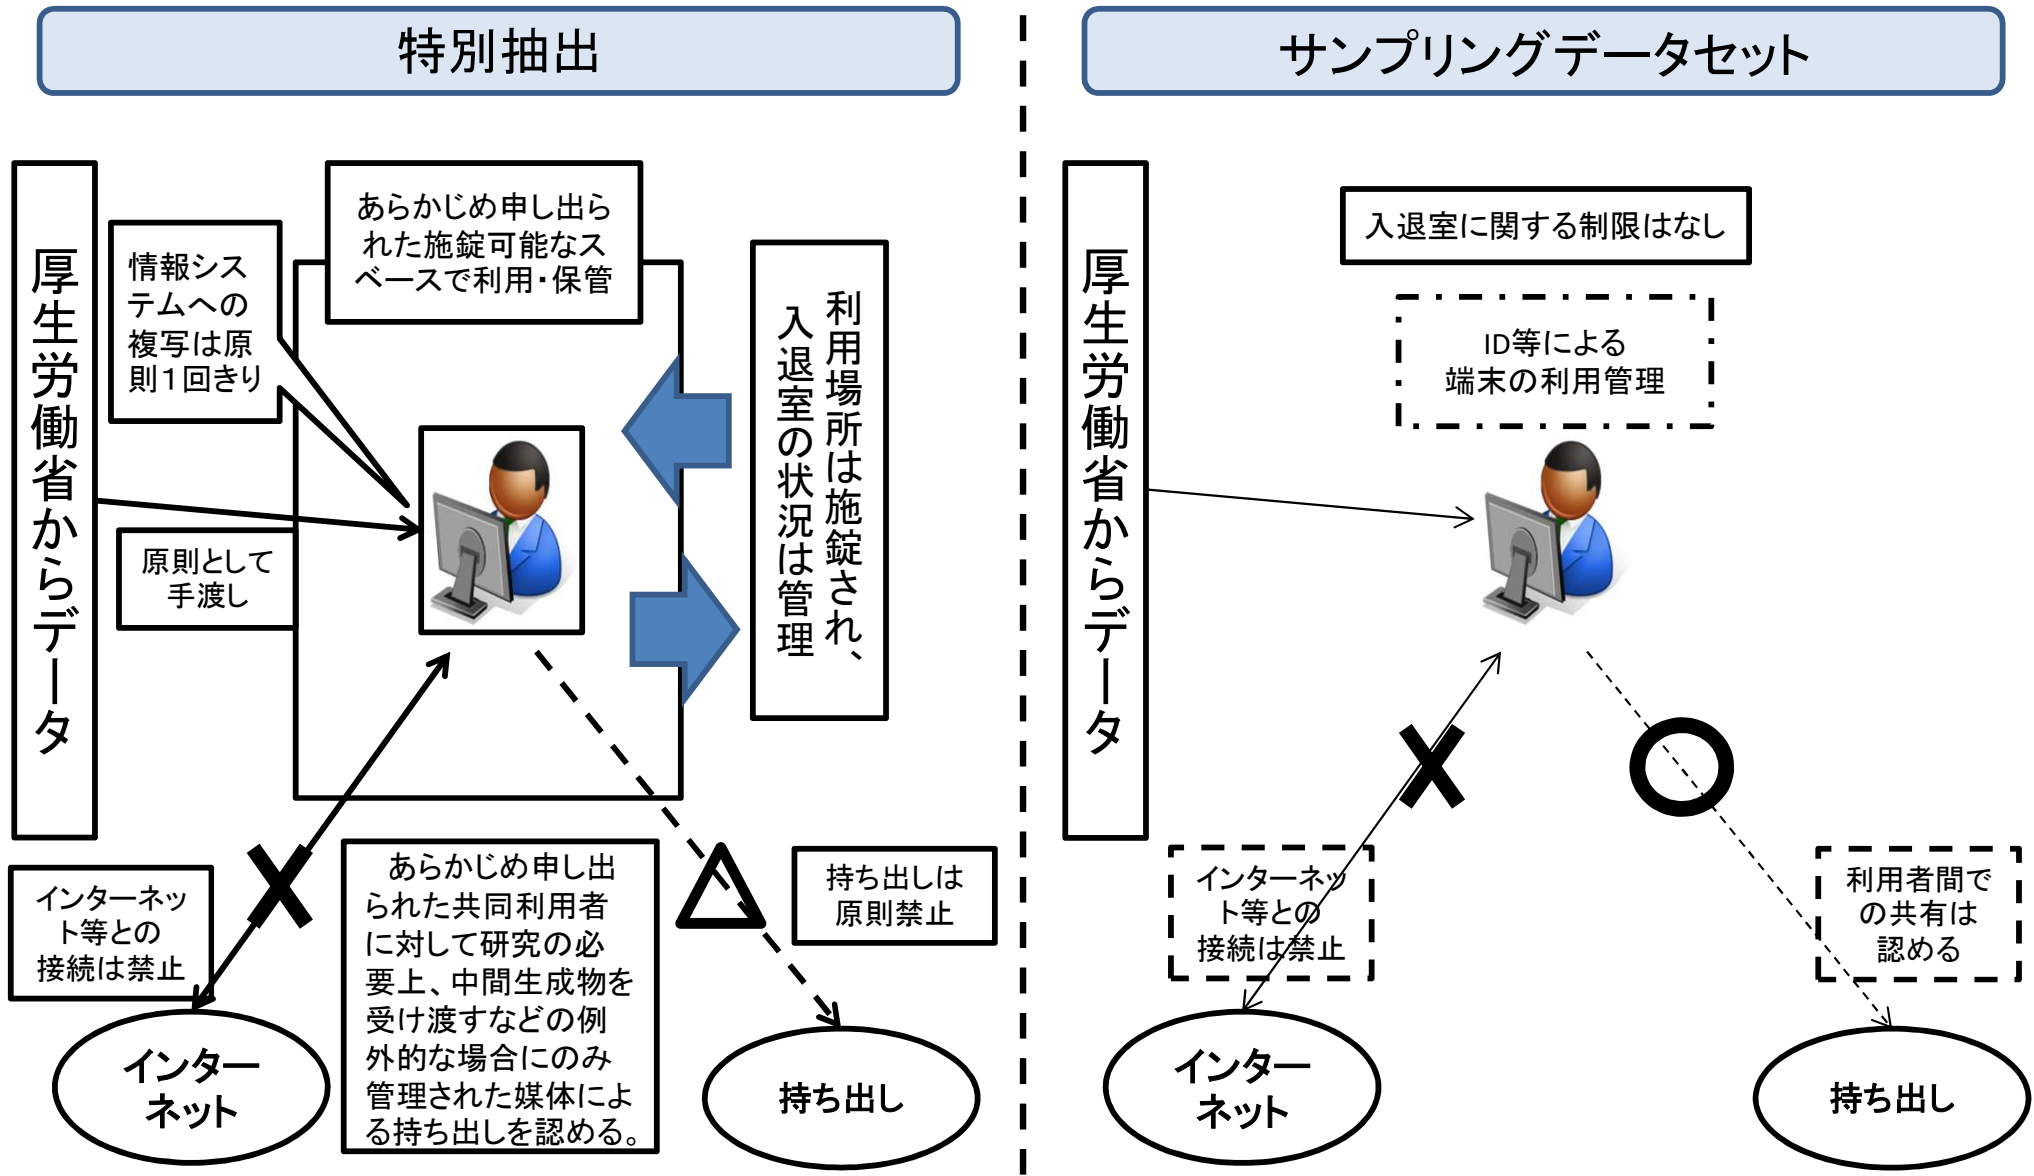 特別抽出
厚生労働省からデータ
情報シス
テムへの
複写は原
則１回きり
あらかじめ申し出ら
れた施錠可能なス
ペースで利用・保管
利用場所は施錠され、
入退室の状況は管理
原則として
手渡し
インターネッ
ト等との
接続は禁止
あらかじめ申し出
られた共同利用者
に対して研究の必
要上、中間生成物を
受け渡すなどの例
外的な場合にのみ
管理された媒体によ
る持ち出しを認める。
持ち出しは
原則禁止
インター
ネット
持ち出し
サンプリングデータセット
厚生労働省からデータ
入退室に関する制限はなし
ID等による
端末の利用管理
インターネッ
ト等との
接続は禁止
利用者間で
の共有は
認める
インター
ネット
持ち出し